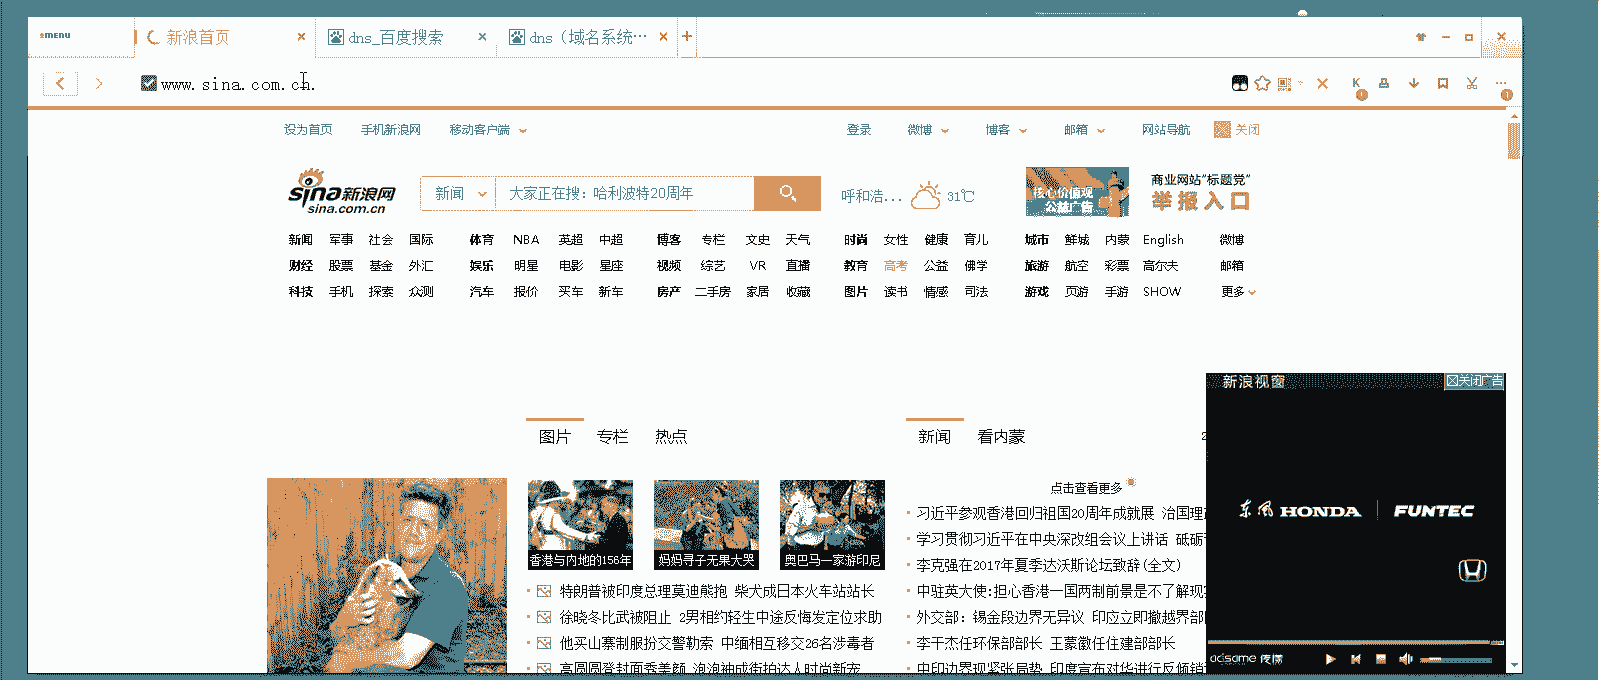 ≡MENU 新浪首页 × dns_百度搜索 × dns（域名系统… × +
www.sina.com.cn.
设为首页 手机新浪网 移动客户端 登录 微博 博客 邮箱 网站导航 关闭
sina新浪网
sina.com.cn
新闻 大家正在搜：哈利波特20周年
呼和浩... 31℃
核心价值观
公益广告
商业网站"标题党"
举报入口
新闻 军事 社会 国际 体育 NBA 英超 中超 博客 专栏 文史 天气 时尚 女性 健康 育儿 城市 鲜城 内蒙 English 微博
财经 股票 基金 外汇 娱乐 明星 电影 星座 视频 综艺 VR 直播 教育 高考 公益 佛学 旅游 航空 彩票 高尔夫 邮箱
科技 手机 探索 众测 汽车 报价 买车 新车 房产 二手房 家居 收藏 图片 读书 情感 司法 游戏 页游 手游 SHOW 更多
图片 专栏 热点
香港与内地的156年
妈妈寻子无果大哭
奥巴马一家游印尼
特朗普被印度总理莫迪熊抱 柴犬成日本火车站站长
徐晓冬比武被阻止 2男相约轻生中途反悔发定位求助
他买山寨制服扮交警勒索 中缅相互移交26名涉毒者
高圆圆登封面秀美颜 泡泡袖成街拍达人时尚新宠
新闻 看内蒙
点击查看更多
习近平参观香港回归祖国20周年成就展 治国理
学习贯彻习近平在中央深改组会议上讲话 砥砺
李克强在2017年夏季达沃斯论坛致辞(全文)
中驻英大使:担心香港一国两制前景是不了解现
外交部：锡金段边界无异议 印应立即撤越界部
李干杰任环保部部长 王蒙徽任住建部部长
中印边界现紧张局势 印度宣布对华进行反倾销
新浪视窗 关闭广告
东风 HONDA FUNTEC
acisame 传漾